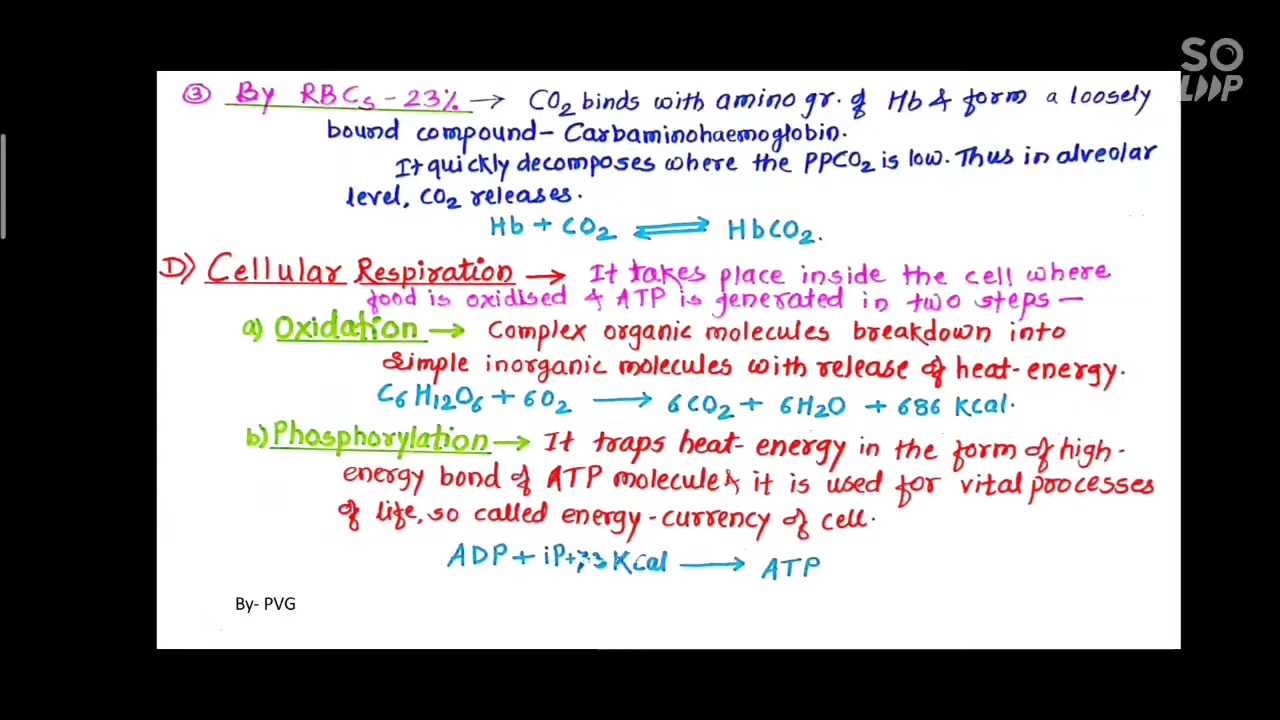 SO
LOOP
③ By RBCs - 23% → CO2 binds with amino gr. of Hb & form a loosely
bound compound - Carbaminohaemoglobin.
It quickly decomposes where the PPCO2 is low. Thus in alveolar
level, CO2 releases.
Hb + CO2 ⇌ HbCO2.
D) Cellular Respiration → It takes place inside the cell where
food is oxidised & ATP is generated in two steps —
a) Oxidation → Complex organic molecules breakdown into
simple inorganic molecules with release of heat-energy.
C6H12O6 + 6O2 → 6CO2 + 6H2O + 686 Kcal.
b) Phosphorylation → It traps heat-energy in the form of high-
energy bond of ATP molecule & it is used for vital processes
of life, so called energy-currency of cell.
ADP + iP + 7.3 Kcal → ATP
By- PVG